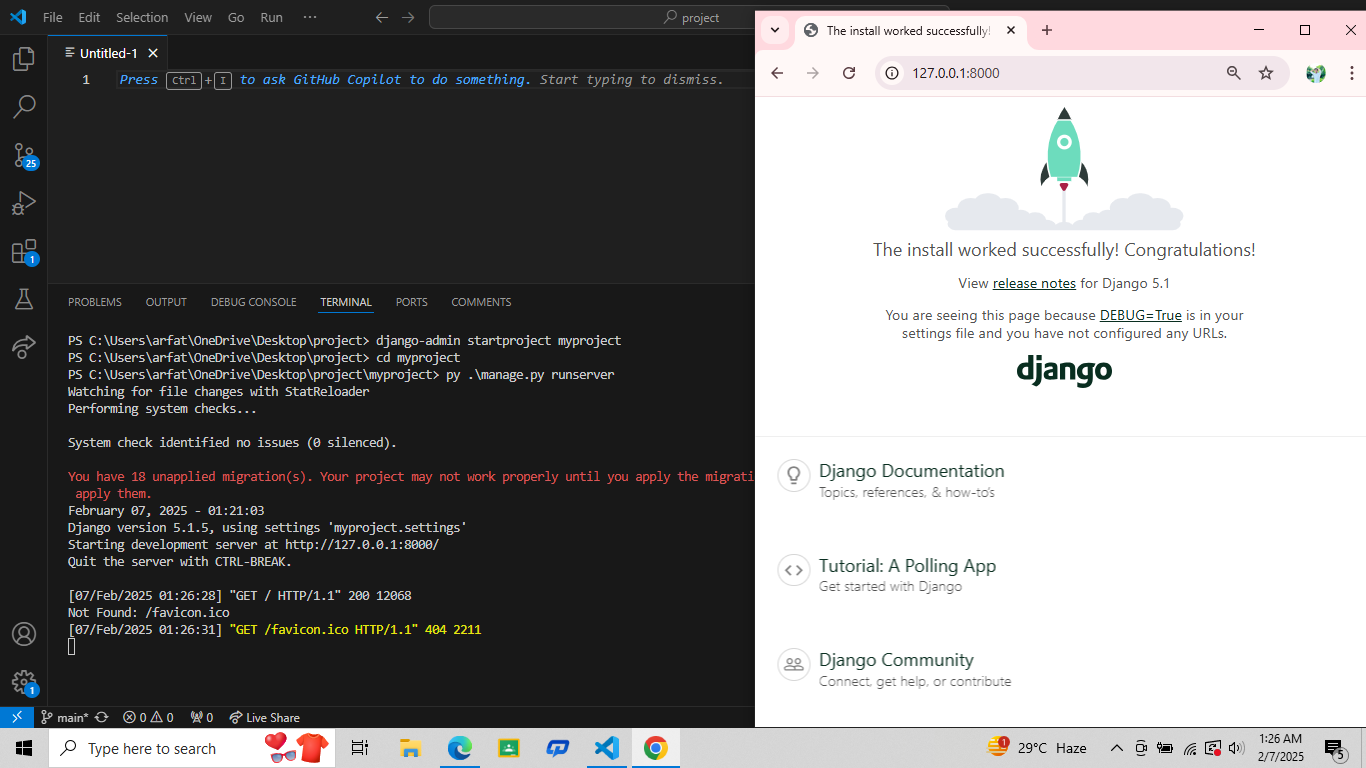 File Edit Selection View Go Run ···
project
Untitled-1
1
Press Ctrl+I to ask GitHub Copilot to do something. Start typing to dismiss.
25
1
1
PROBLEMS OUTPUT DEBUG CONSOLE TERMINAL PORTS COMMENTS
PS C:\Users\arfat\OneDrive\Desktop\project> django-admin startproject myproject
PS C:\Users\arfat\OneDrive\Desktop\project> cd myproject
PS C:\Users\arfat\OneDrive\Desktop\project\myproject> py .\manage.py runserver
Watching for file changes with StatReloader
Performing system checks...
System check identified no issues (0 silenced).
You have 18 unapplied migration(s). Your project may not work properly until you apply the migrati
apply them.
February 07, 2025 - 01:21:03
Django version 5.1.5, using settings 'myproject.settings'
Starting development server at http://127.0.0.1:8000/
Quit the server with CTRL-BREAK.
[07/Feb/2025 01:26:28] "GET / HTTP/1.1" 200 12068
Not Found: /favicon.ico
[07/Feb/2025 01:26:31] "GET /favicon.ico HTTP/1.1" 404 2211
main* 0 0 0 Live Share
The install worked successfully!
127.0.0.1:8000
The install worked successfully! Congratulations!
View release notes for Django 5.1
You are seeing this page because DEBUG=True is in your
settings file and you have not configured any URLs.
django
Django Documentation
Topics, references, & how-to's
Tutorial: A Polling App
Get started with Django
Django Community
Connect, get help, or contribute
Type here to search
1
29°C Haze
1:26 AM
2/7/2025
5